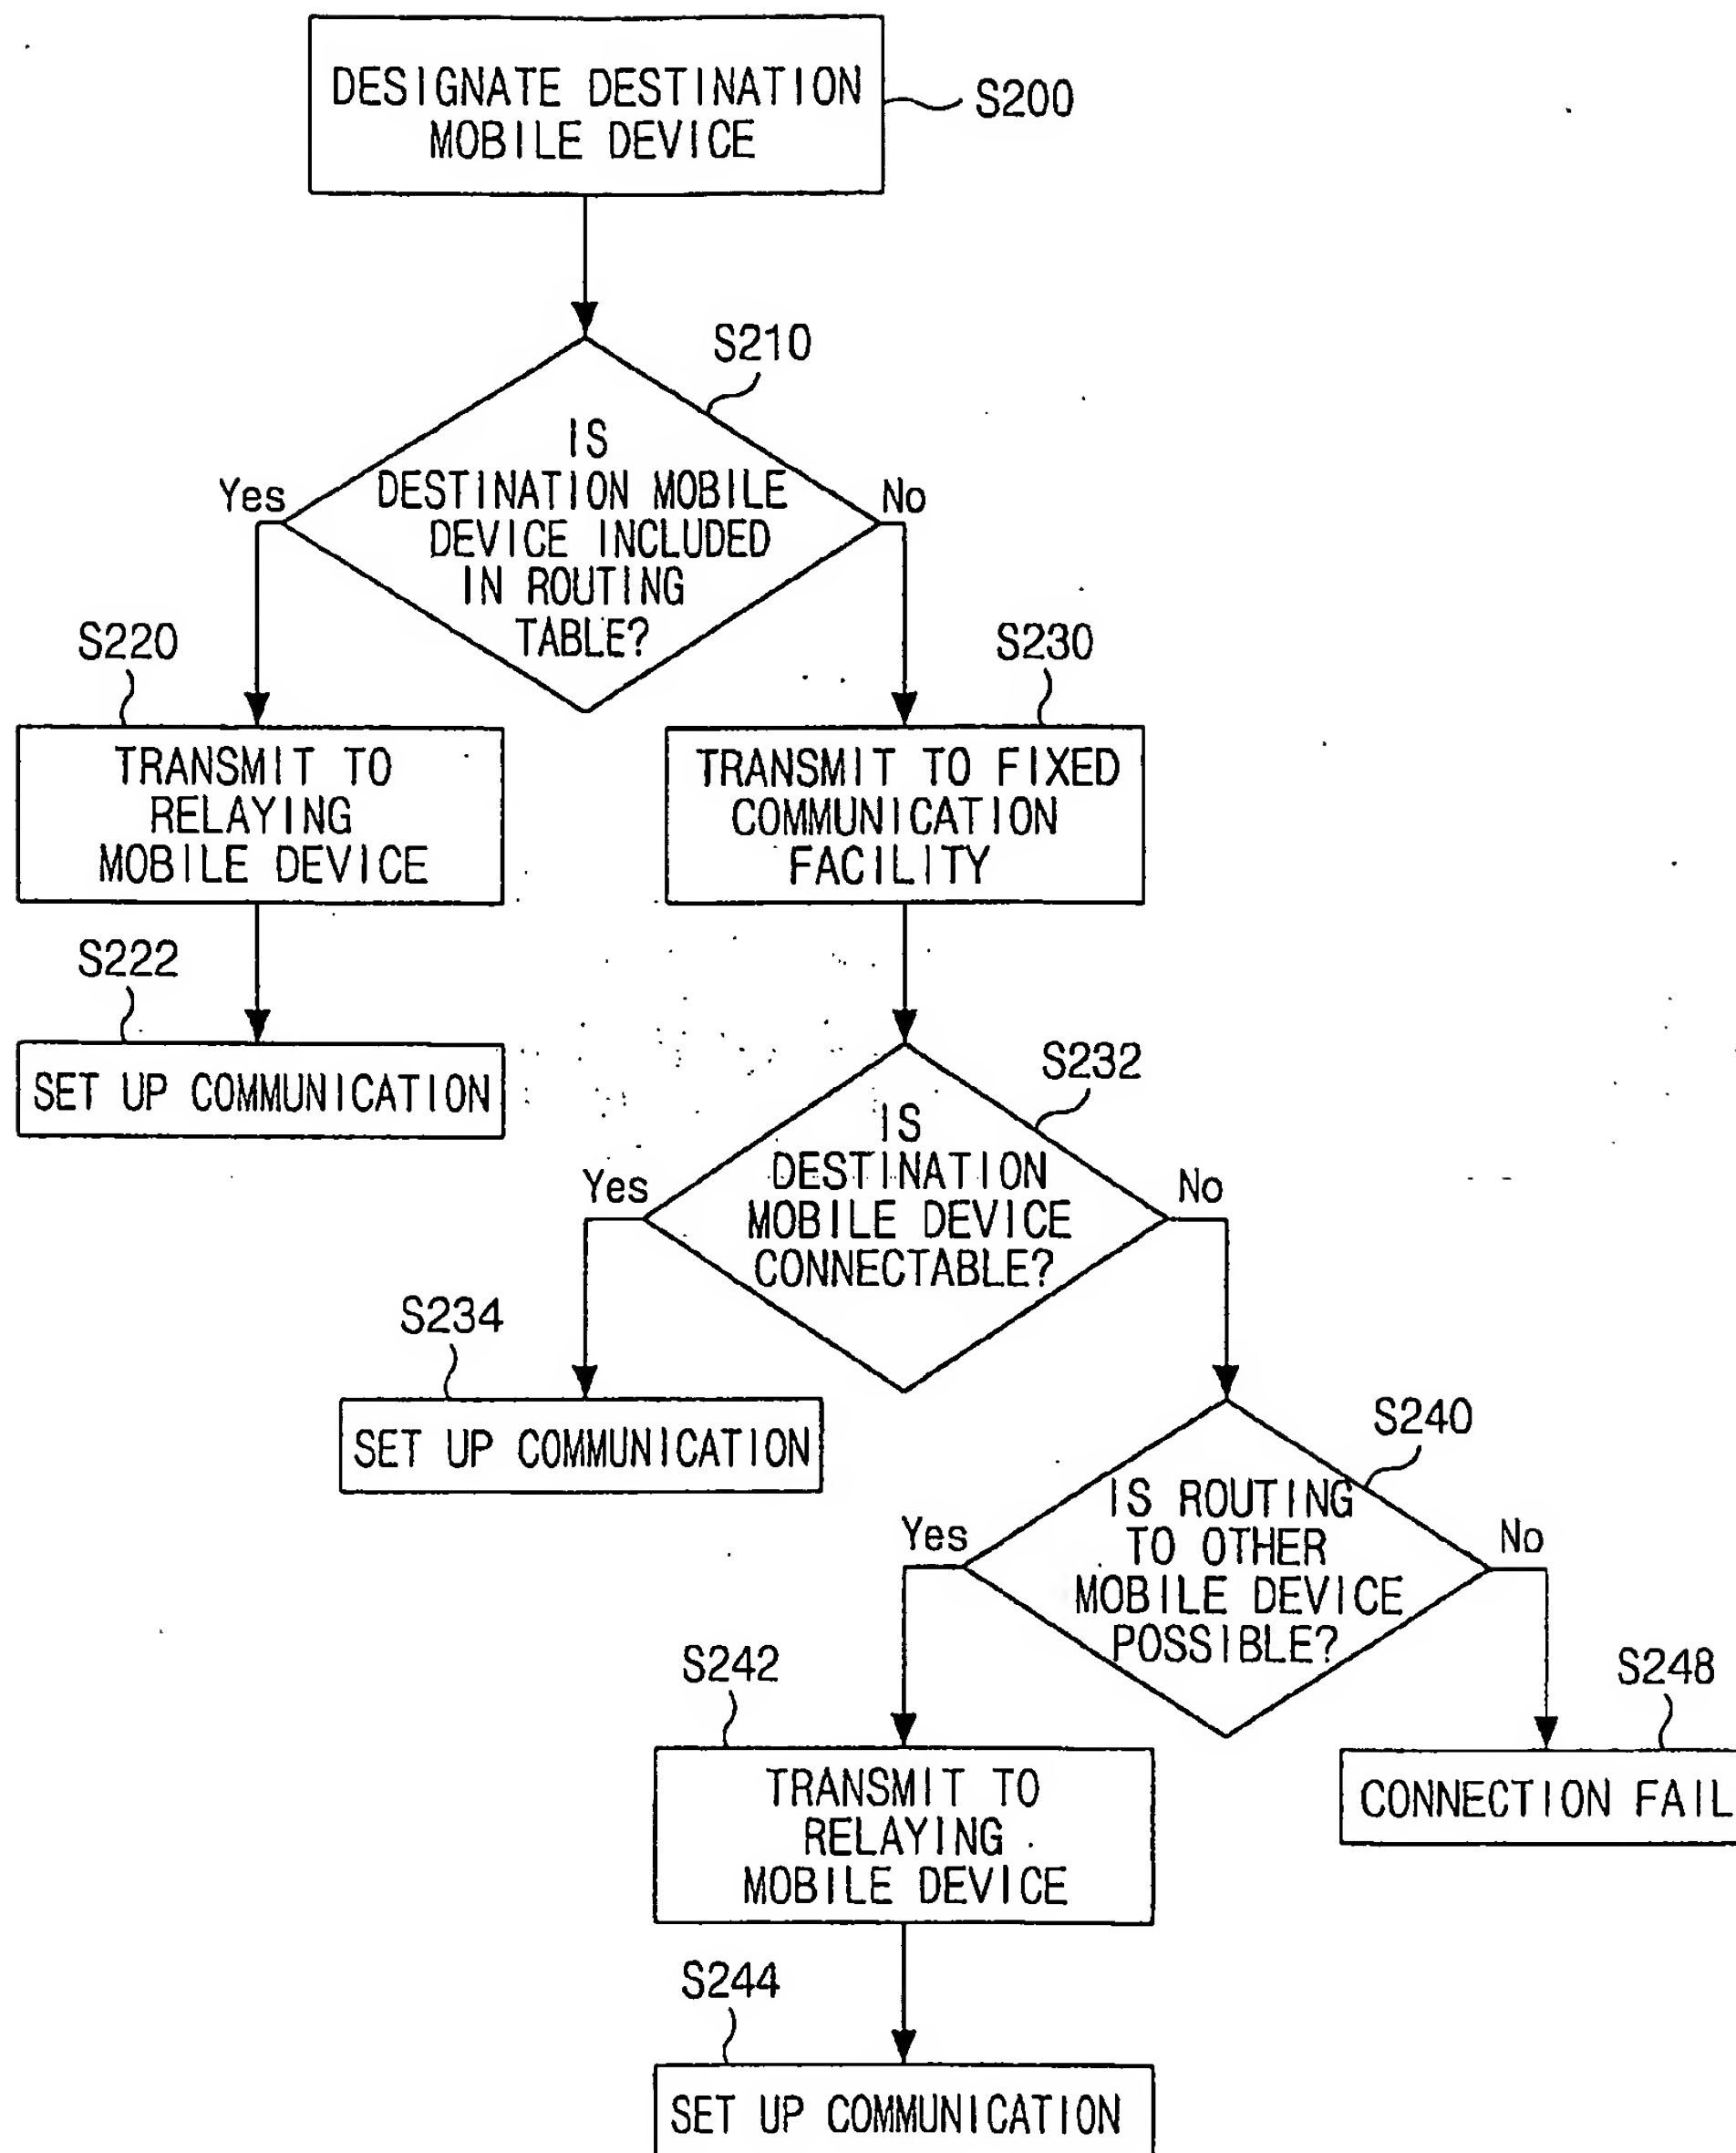 DESIGNATE DESTINATION
MOBILE DEVICE
S200
S210
IS
DESTINATION MOBILE
DEVICE INCLUDED
IN ROUTING
TABLE?
Yes
No
S220
TRANSMIT TO
RELAYING
MOBILE DEVICE
S230
TRANSMIT TO FIXED
COMMUNICATION
FACILITY
S222
SET UP COMMUNICATION
S232
IS
DESTINATION
MOBILE DEVICE
CONNECTABLE?
Yes
No
S234
SET UP COMMUNICATION
S240
IS ROUTING
TO OTHER
MOBILE DEVICE
POSSIBLE?
Yes
No
S242
TRANSMIT TO
RELAYING
MOBILE DEVICE
S248
CONNECTION FAIL
S244
SET UP COMMUNICATION